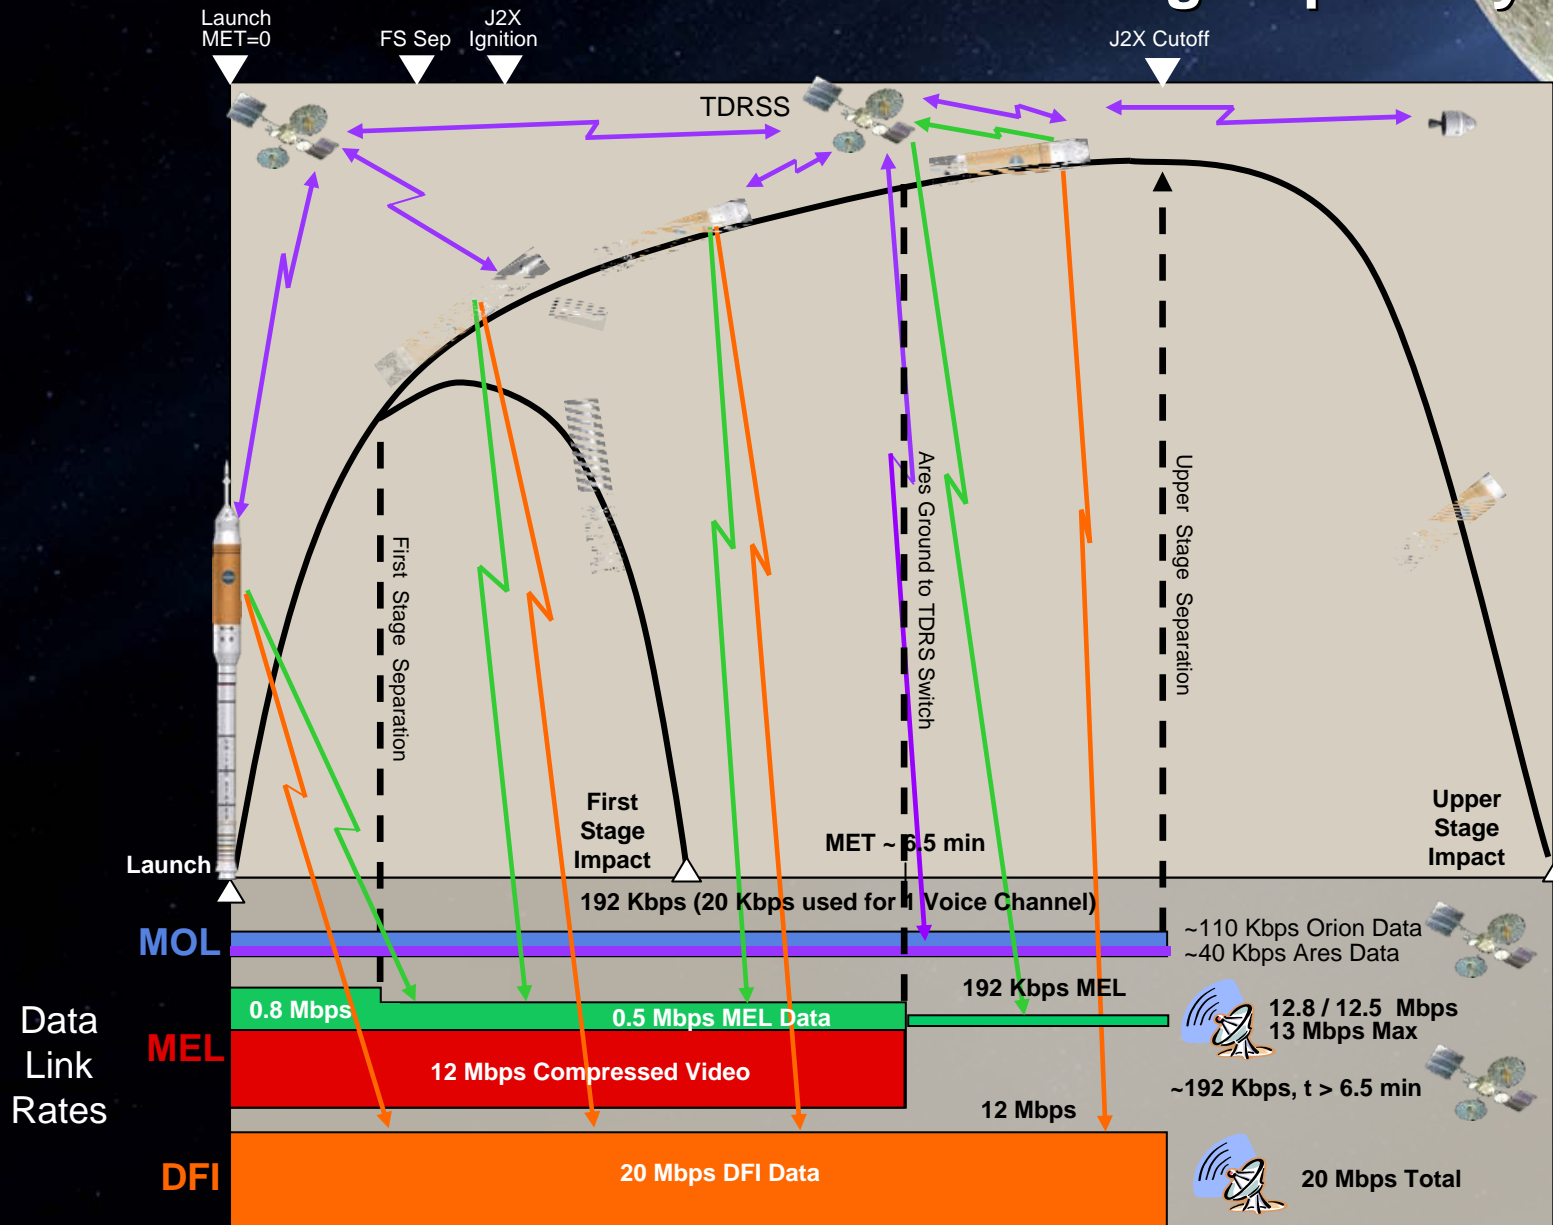 Launch
MET=0
FS Sep
J2X
Ignition
J2X Cutoff
TDRSS
First Stage Separation
Ares Ground to TDRS Switch
Upper Stage Separation
First
Stage
Impact
MET ~ 6.5 min
Upper
Stage
Impact
Launch
192 Kbps (20 Kbps used for 1 Voice Channel)
MOL
~110 Kbps Orion Data
~40 Kbps Ares Data
192 Kbps MEL
0.8 Mbps
0.5 Mbps MEL Data
12.8 / 12.5 Mbps
13 Mbps Max
Data
Link
Rates
MEL
12 Mbps Compressed Video
~192 Kbps, t > 6.5 min
12 Mbps
DFI
20 Mbps DFI Data
20 Mbps Total